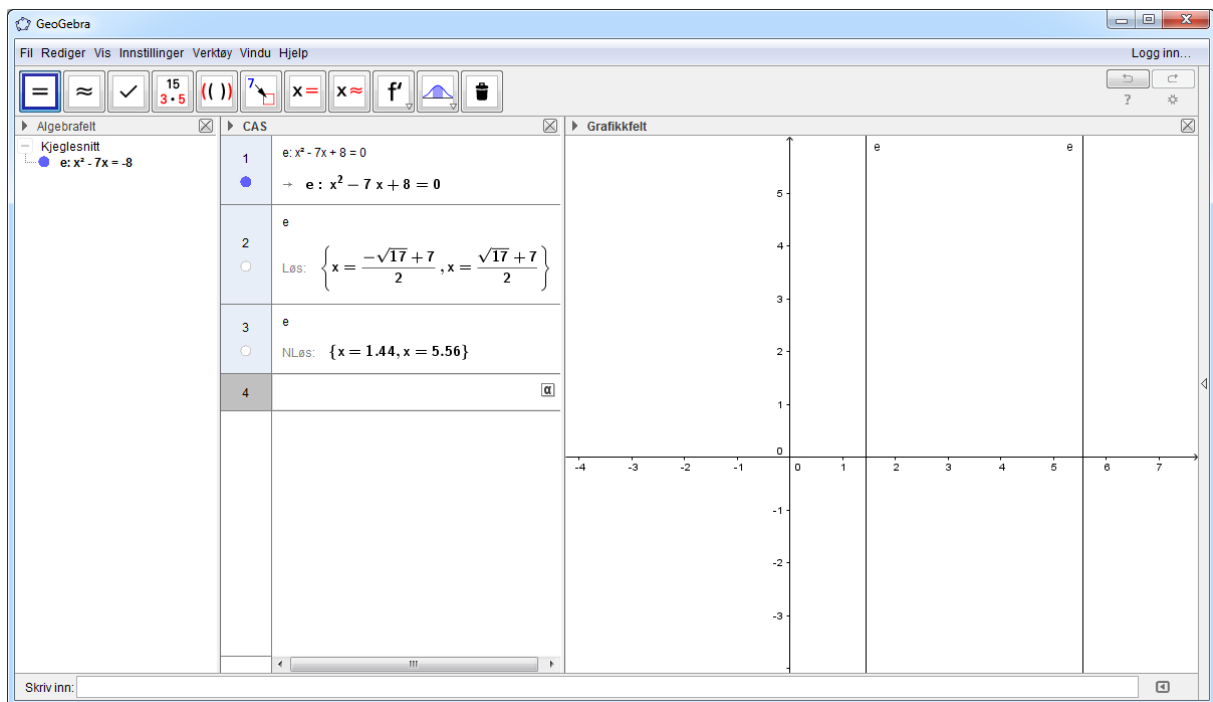 GeoGebra
Fil Rediger Vis Innstillinger Verktøy Vindu Hjelp Logg inn...
= ≈ ✓ 15 3·5 (( )) 7 x= x≈ f′
?
Algebrafelt
Kjeglesnitt
e: x² - 7x = -8
CAS
1
e: x² - 7x + 8 = 0
→ e : x² − 7 x + 8 = 0
2
e
Løs: {x = (−√17 + 7)/2 , x = (√17 + 7)/2}
3
e
NLøs: {x = 1.44, x = 5.56}
4
α
Grafikkfelt
e e
5
4
3
2
1
0
-4 -3 -2 -1 0 1 2 3 4 5 6 7
-1
-2
-3
Skriv inn: